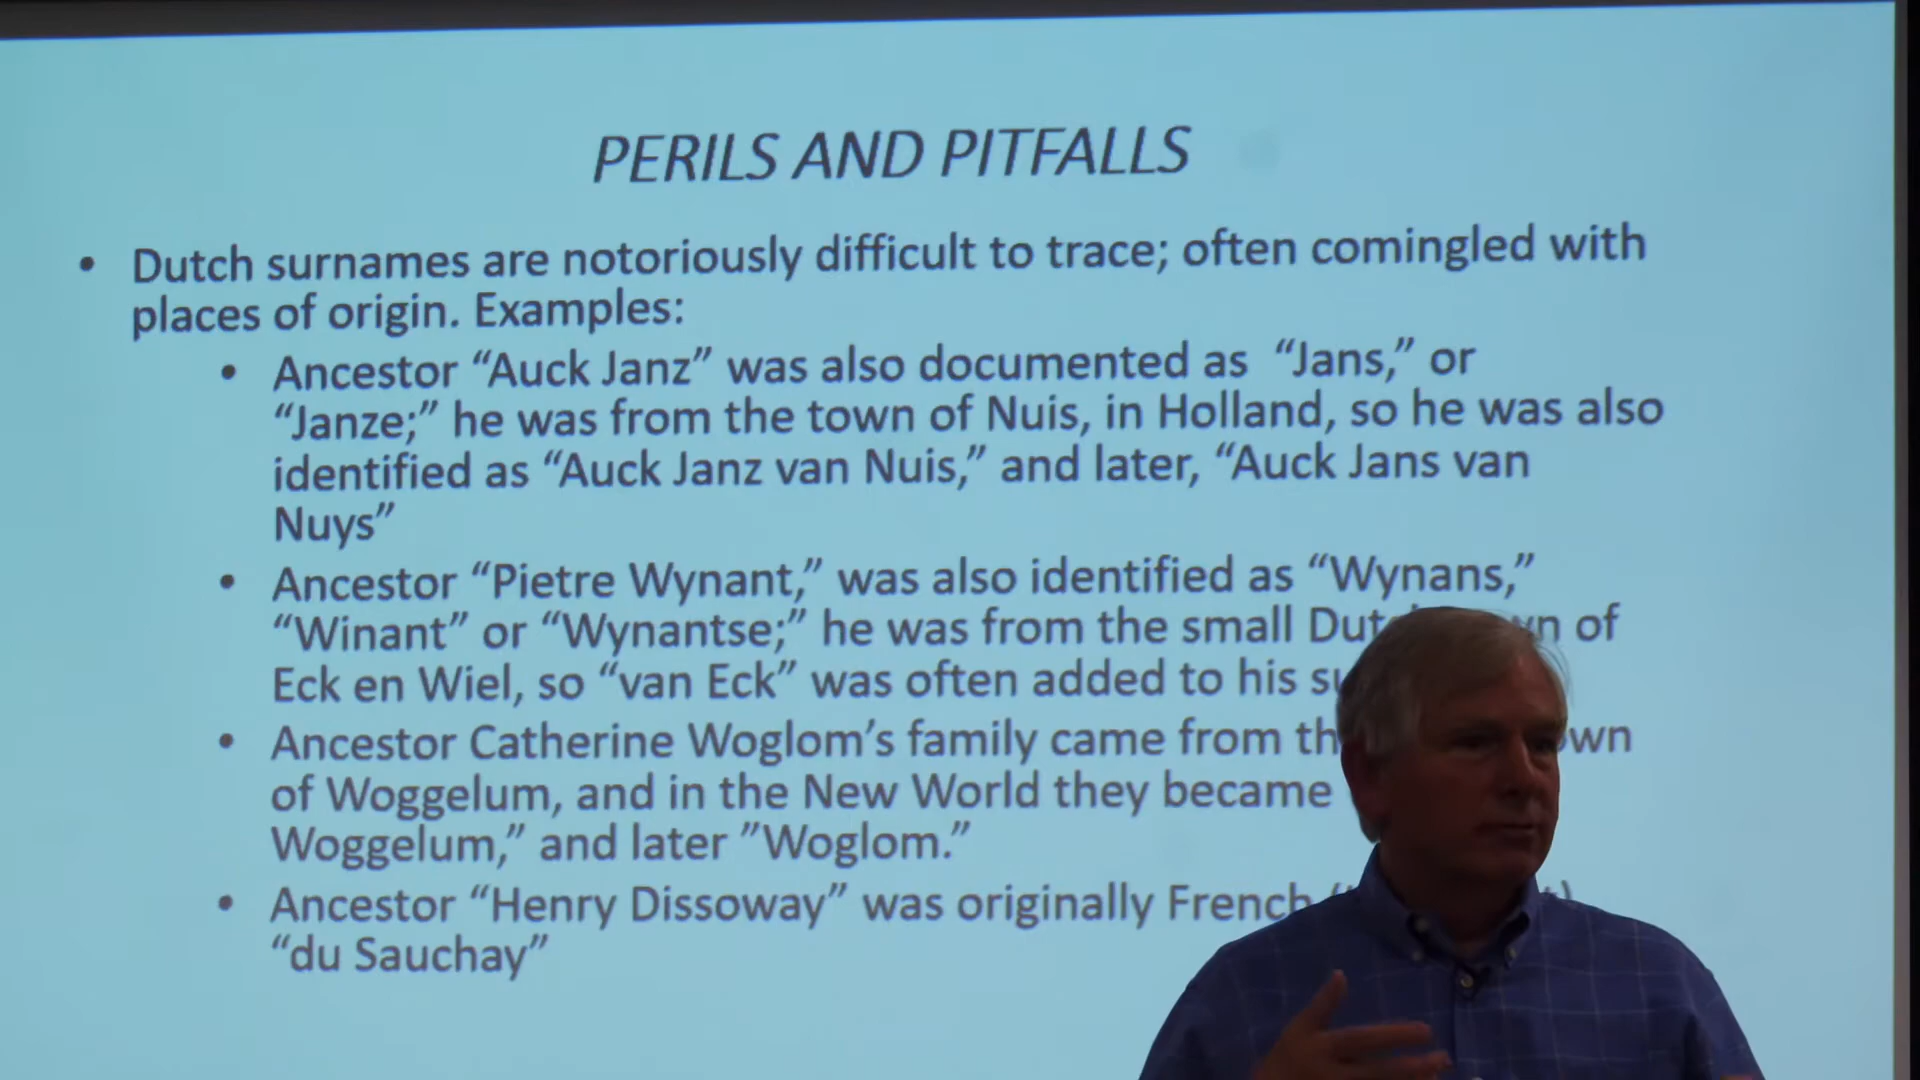 PERILS AND PITFALLS
• Dutch surnames are notoriously difficult to trace; often comingled with
places of origin. Examples:
• Ancestor “Auck Janz” was also documented as “Jans,” or
“Janze;” he was from the town of Nuis, in Holland, so he was also
identified as “Auck Janz van Nuis,” and later, “Auck Jans van
Nuys”
• Ancestor “Pietre Wynant,” was also identified as “Wynans,”
“Winant” or “Wynantse;” he was from the small of
Eck en Wiel, so “van Eck” was often added to his
• Ancestor Catherine Woglom’s family came from
of Woggelum, and in the New World they became
Woggelum,” and later ”Woglom.”
• Ancestor “Henry Dissoway” was originally French
“du Sauchay”